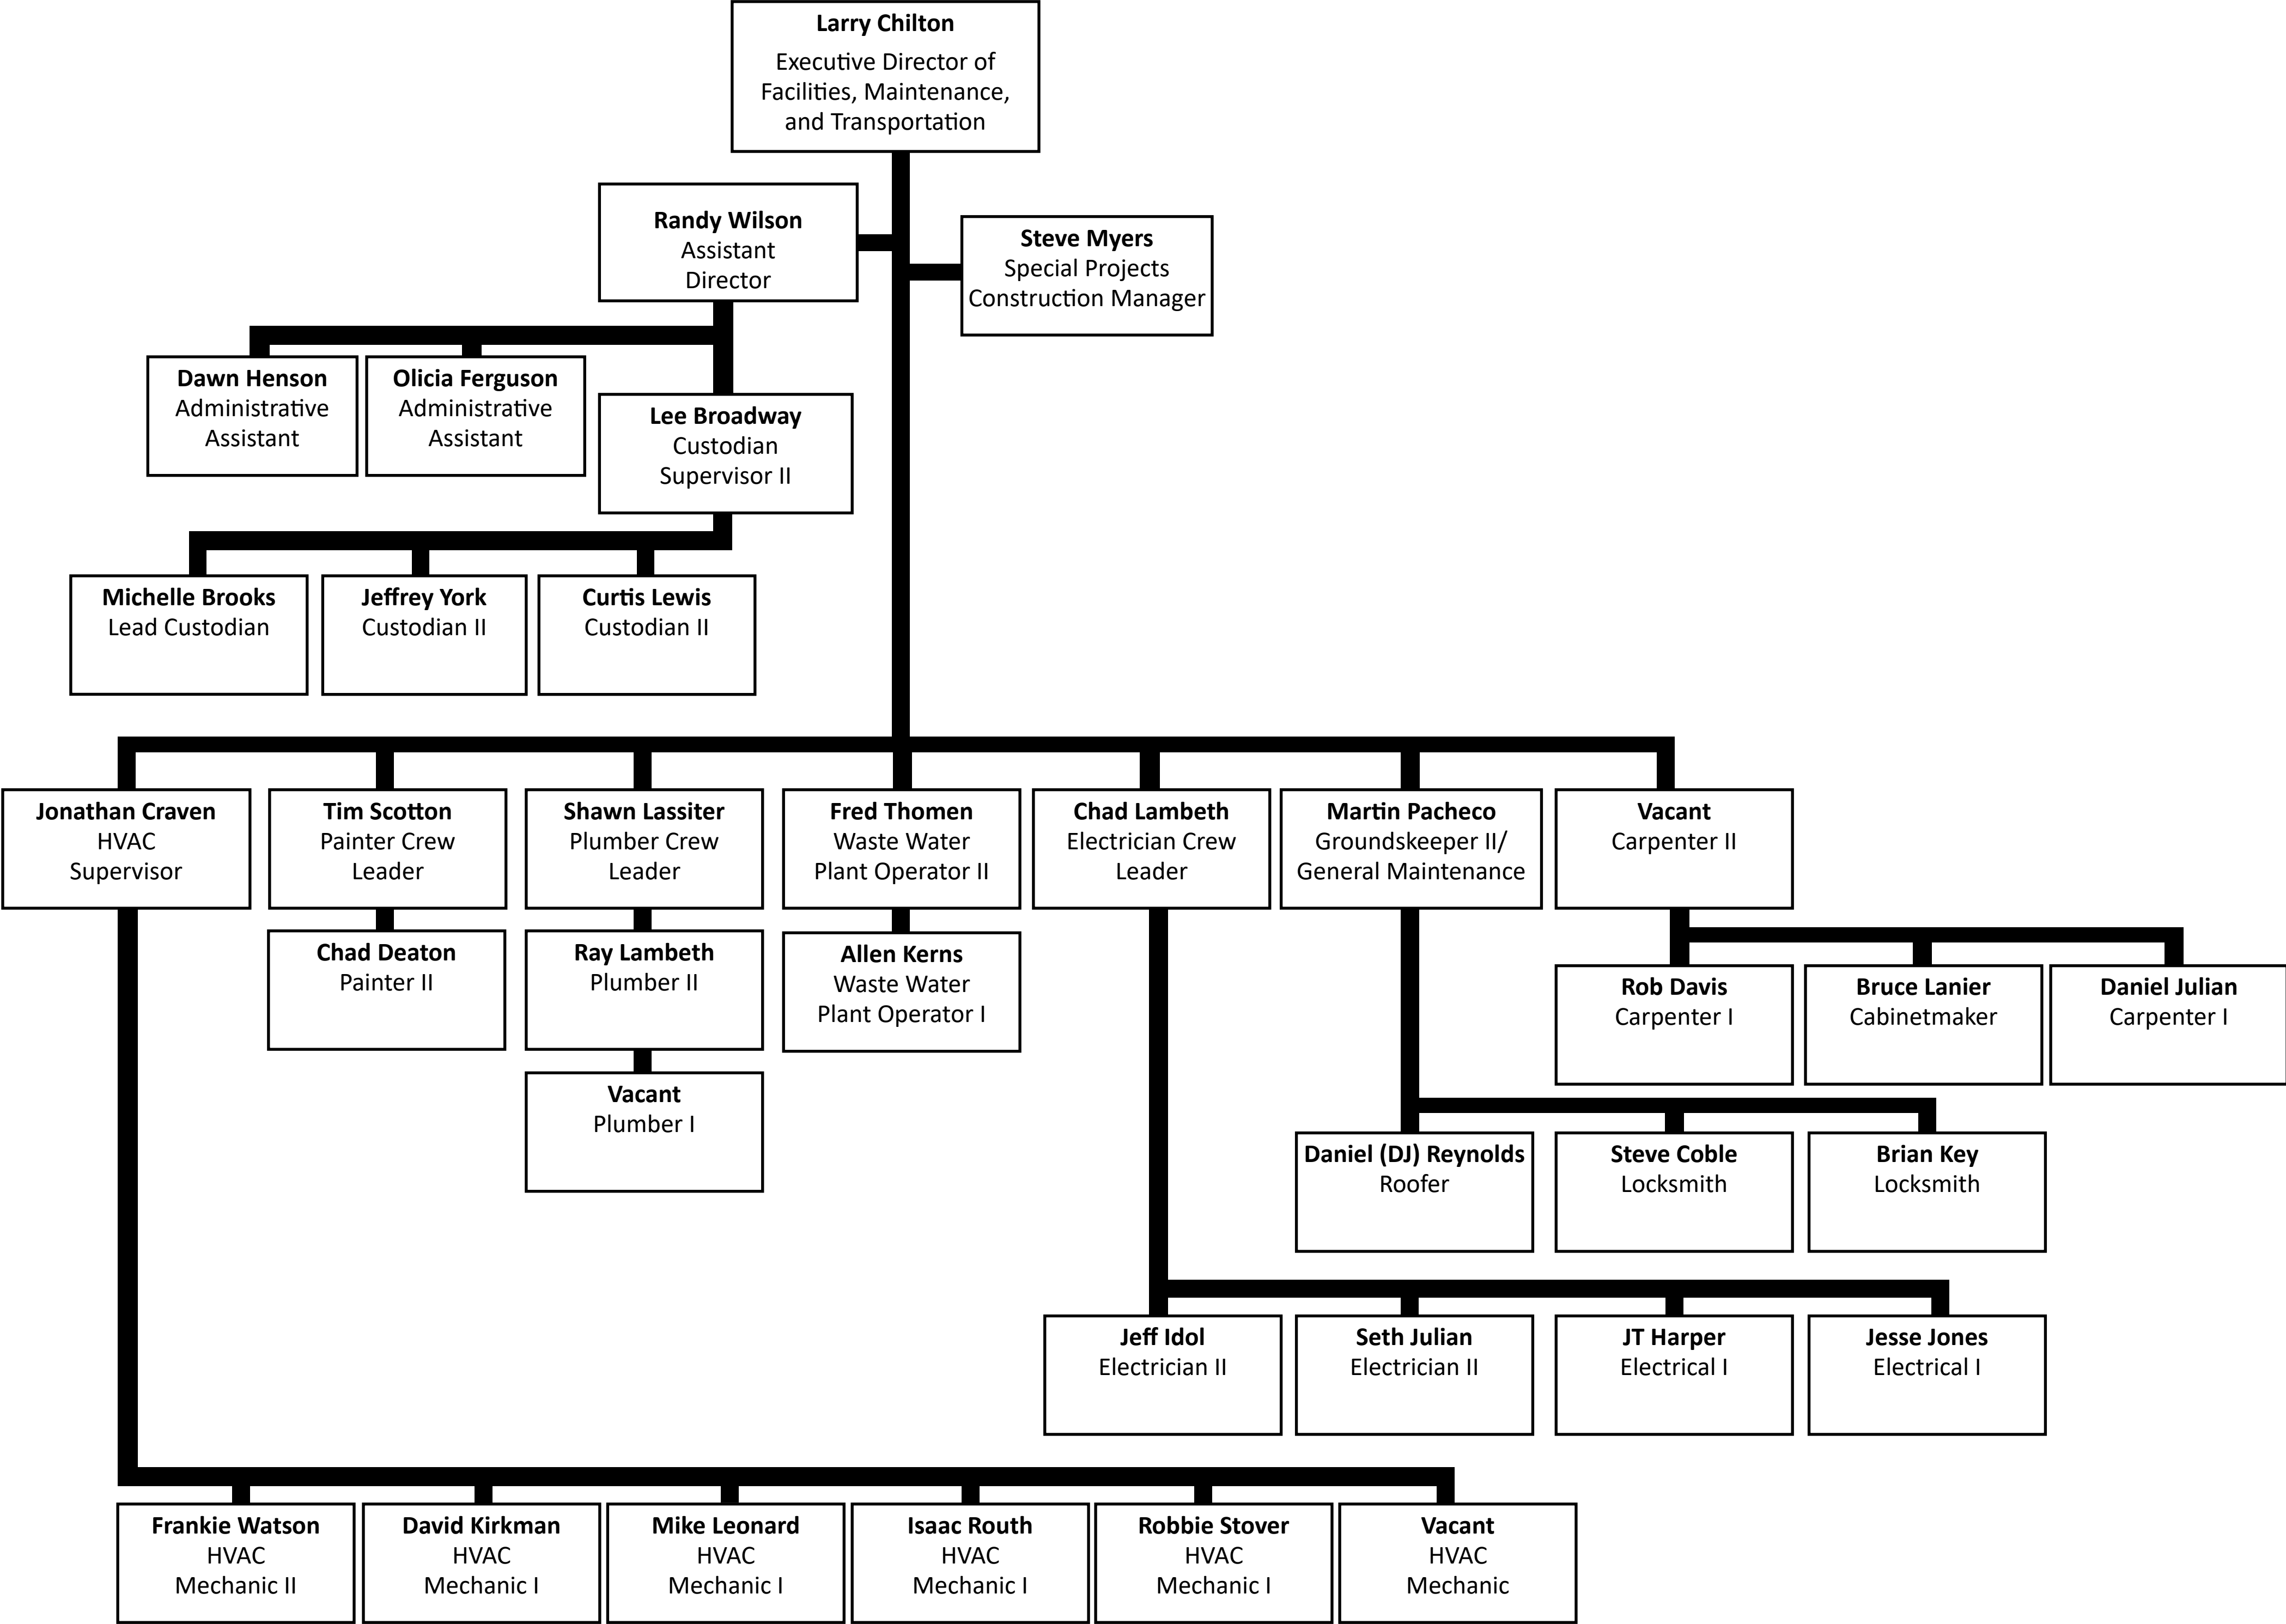 Larry Chilton
Executive Director of
Facilities, Maintenance,
and Transportation
Randy Wilson
Assistant
Director
Steve Myers
Special Projects
Construction Manager
Dawn Henson
Administrative
Assistant
Olicia Ferguson
Administrative
Assistant
Lee Broadway
Custodian
Supervisor II
Michelle Brooks
Lead Custodian
Jeffrey York
Custodian II
Curtis Lewis
Custodian II
Jonathan Craven
HVAC
Supervisor
Tim Scotton
Painter Crew
Leader
Shawn Lassiter
Plumber Crew
Leader
Fred Thomen
Waste Water
Plant Operator II
Chad Lambeth
Electrician Crew
Leader
Martin Pacheco
Groundskeeper II/
General Maintenance
Vacant
Carpenter II
Chad Deaton
Painter II
Ray Lambeth
Plumber II
Allen Kerns
Waste Water
Plant Operator I
Rob Davis
Carpenter I
Bruce Lanier
Cabinetmaker
Daniel Julian
Carpenter I
Vacant
Plumber I
Daniel (DJ) Reynolds
Roofer
Steve Coble
Locksmith
Brian Key
Locksmith
Jeff Idol
Electrician II
Seth Julian
Electrician II
JT Harper
Electrical I
Jesse Jones
Electrical I
Frankie Watson
HVAC
Mechanic II
David Kirkman
HVAC
Mechanic I
Mike Leonard
HVAC
Mechanic I
Isaac Routh
HVAC
Mechanic I
Robbie Stover
HVAC
Mechanic I
Vacant
HVAC
Mechanic